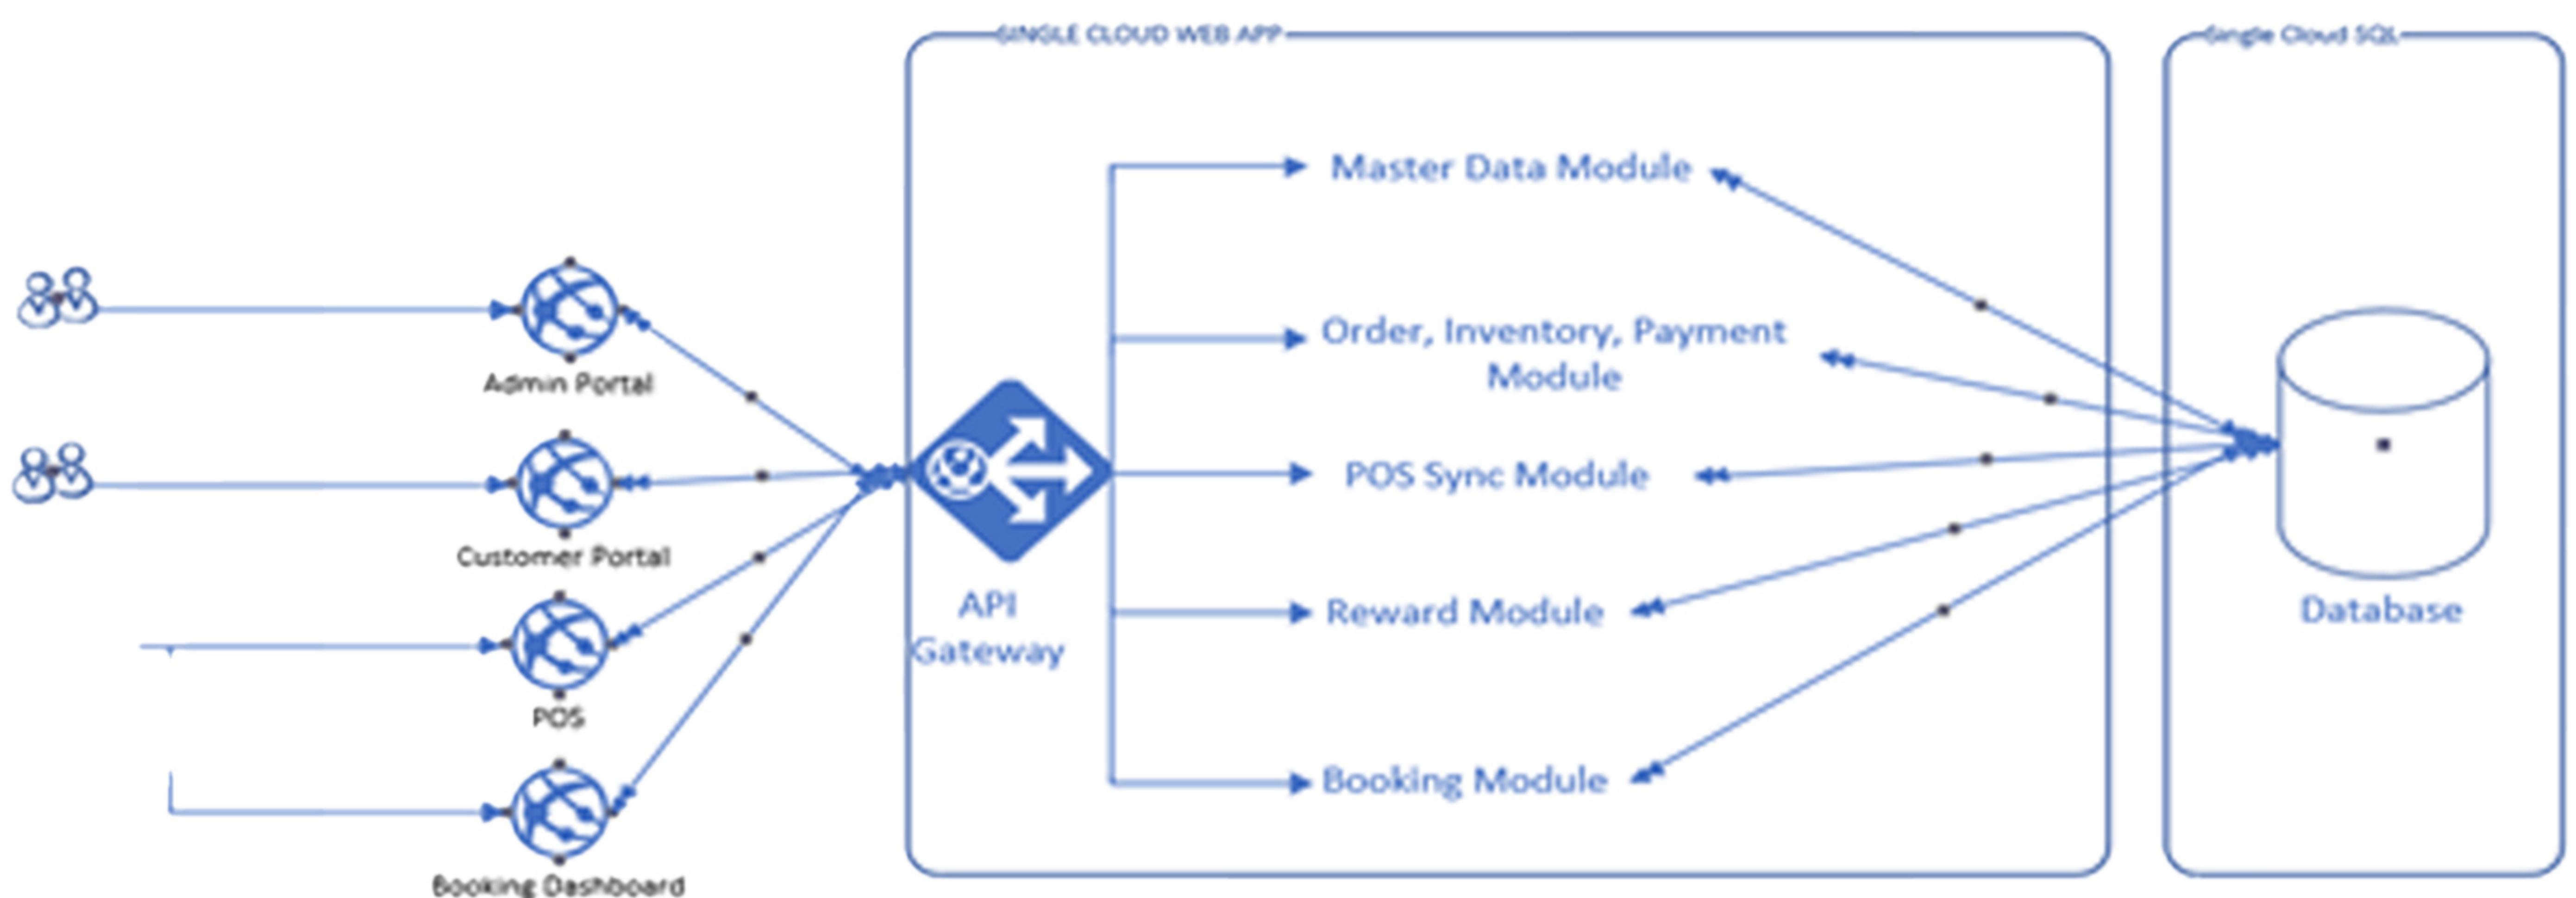 SINGLE CLOUD WEB APP
Single Cloud SQL
Master Data Module
Order, Inventory, Payment
Module
POS Sync Module
Reward Module
Booking Module
Admin Portal
Customer Portal
POS
Booking Dashboard
API
Gateway
Database